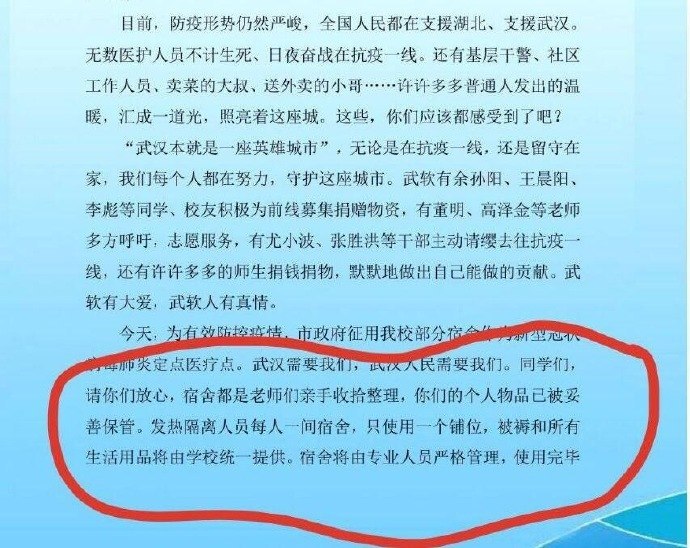 目前，防疫形势仍然严峻，全国人民都在支援湖北、支援武汉。
无数医护人员不计生死、日夜奋战在抗疫一线。还有基层干警、社区
工作人员、卖菜的大叔、送外卖的小哥……许许多多普通人发出的温
暖，汇成一道光，照亮着这座城。这些，你们应该都感受到了吧？
“武汉本就是一座英雄城市”，无论是在抗疫一线，还是留守在
家，我们每个人都在努力，守护这座城市。武软有余孙阳、王晨阳、
李彪等同学、校友积极为前线募集捐赠物资，有董明、高泽金等老师
多方呼吁，志愿服务，有尤小波、张胜洪等干部主动请缨去往抗疫一
线，还有许许多多的师生捐钱捐物，默默地做出自己能做的贡献。武
软有大爱，武软人有真情。
今天，为有效防控疫情，市政府征用我校部分宿舍作为新型冠状
病毒肺炎定点医疗点。武汉需要我们，武汉人民需要我们。同学们，
请你们放心，宿舍都是老师们亲手收拾整理，你们的个人物品已被妥
善保管。发热隔离人员每人一间宿舍，只使用一个铺位，被褥和所有
生活用品将由学校统一提供。宿舍将由专业人员严格管理，使用完毕